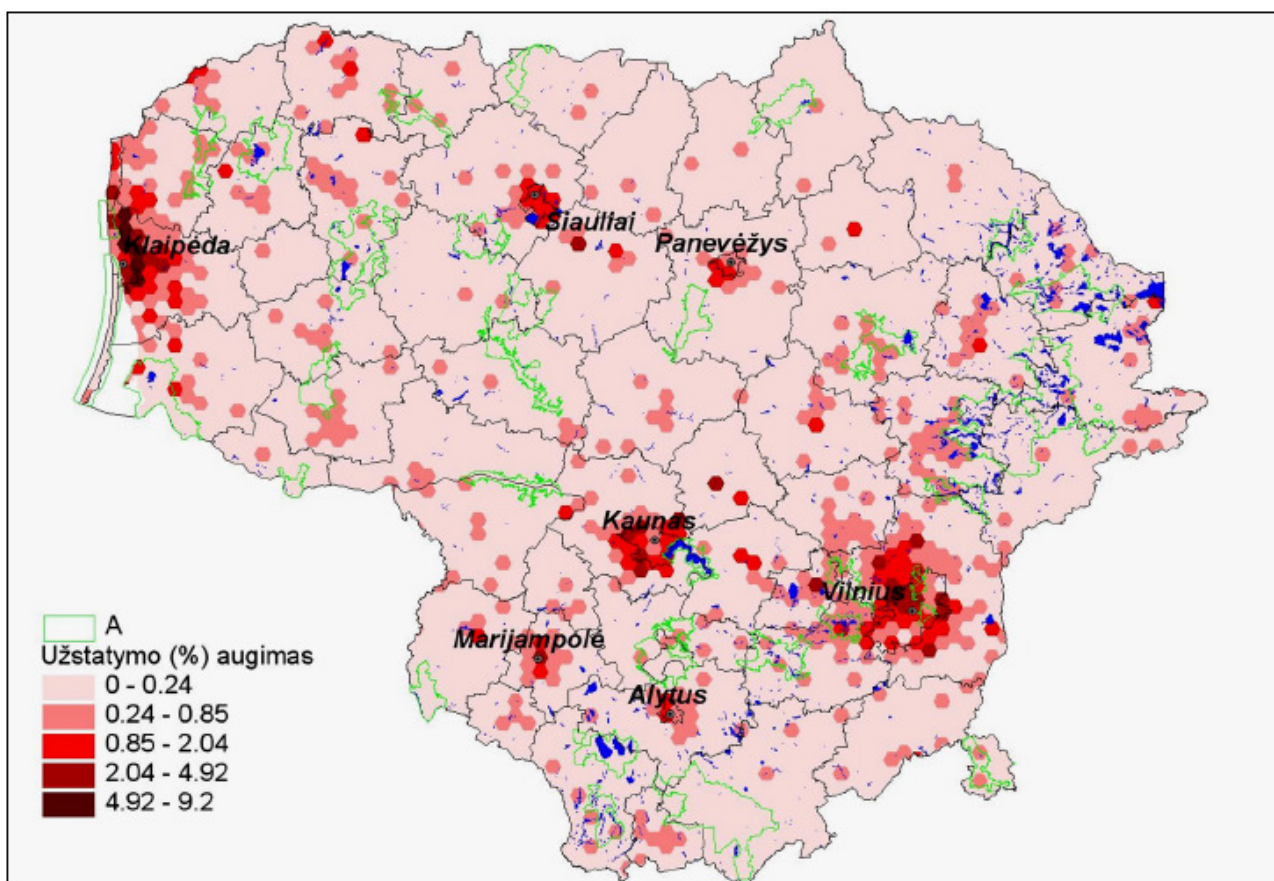 Klaipėda
Šiauliai
Panevėžys
Kaunas
Vilnius
Marijampolė
Alytus
A
Užstatymo (%) augimas
0 - 0.24
0.24 - 0.85
0.85 - 2.04
2.04 - 4.92
4.92 - 9.2